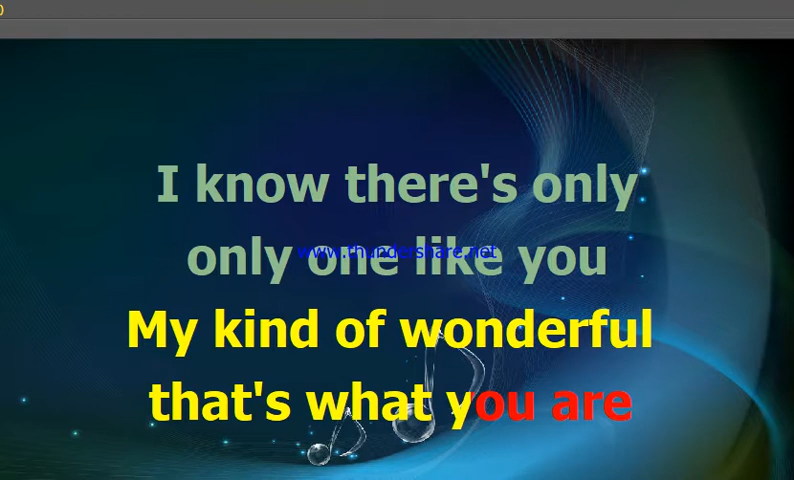 I know there's only
www.thundershare.net
only one like you
My kind of wonderful
that's what you are